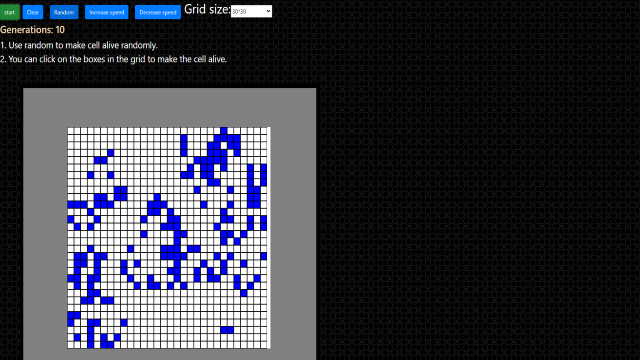 start Clear Random Increase speed Decrease speed Grid size: 30*30
Generations: 10
1. Use random to make cell alive randomly.
2. You can click on the boxes in the grid to make the cell alive.